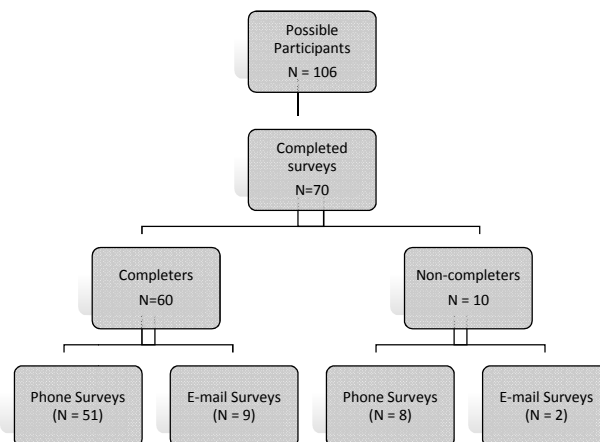 Possible
Participants
N = 106
Completed
surveys
N=70
Completers
N=60
Non-completers
N = 10
Phone Surveys
(N = 51)
E-mail Surveys
(N = 9)
Phone Surveys
(N = 8)
E-mail Surveys
(N = 2)